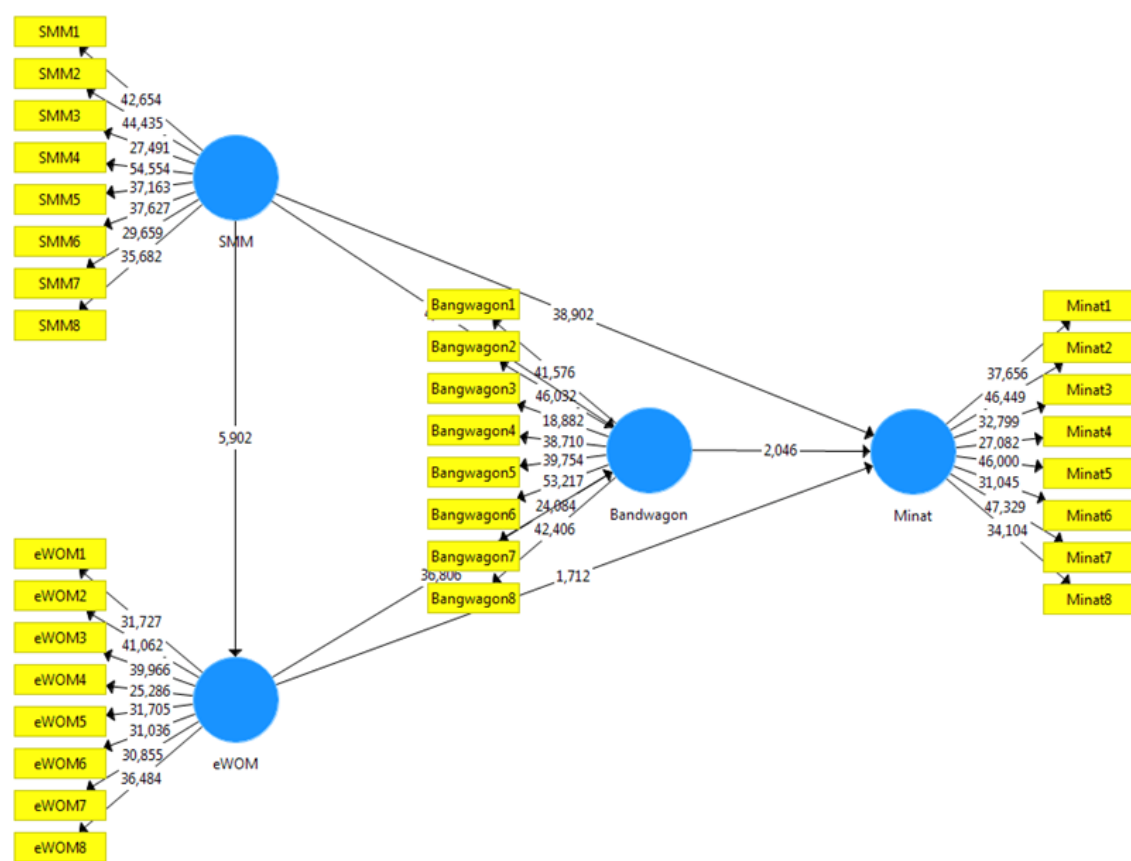 SMM1
SMM2
SMM3
SMM4
SMM5
SMM6
SMM7
SMM8
42,654
44,435
27,491
54,554
37,163
37,627
29,659
35,682
SMM
5,902
38,902
Bangwagon1
Bangwagon2
Bangwagon3
Bangwagon4
Bangwagon5
Bangwagon6
Bangwagon7
Bangwagon8
41,576
46,032
18,882
38,710
39,754
53,217
24,084
42,406
Bandwagon
2,046
Minat
Minat1
Minat2
Minat3
Minat4
Minat5
Minat6
Minat7
Minat8
37,656
46,449
32,799
27,082
46,000
31,045
47,329
34,104
36,806
1,712
eWOM1
eWOM2
eWOM3
eWOM4
eWOM5
eWOM6
eWOM7
eWOM8
31,727
41,062
39,966
25,286
31,705
31,036
30,855
36,484
eWOM